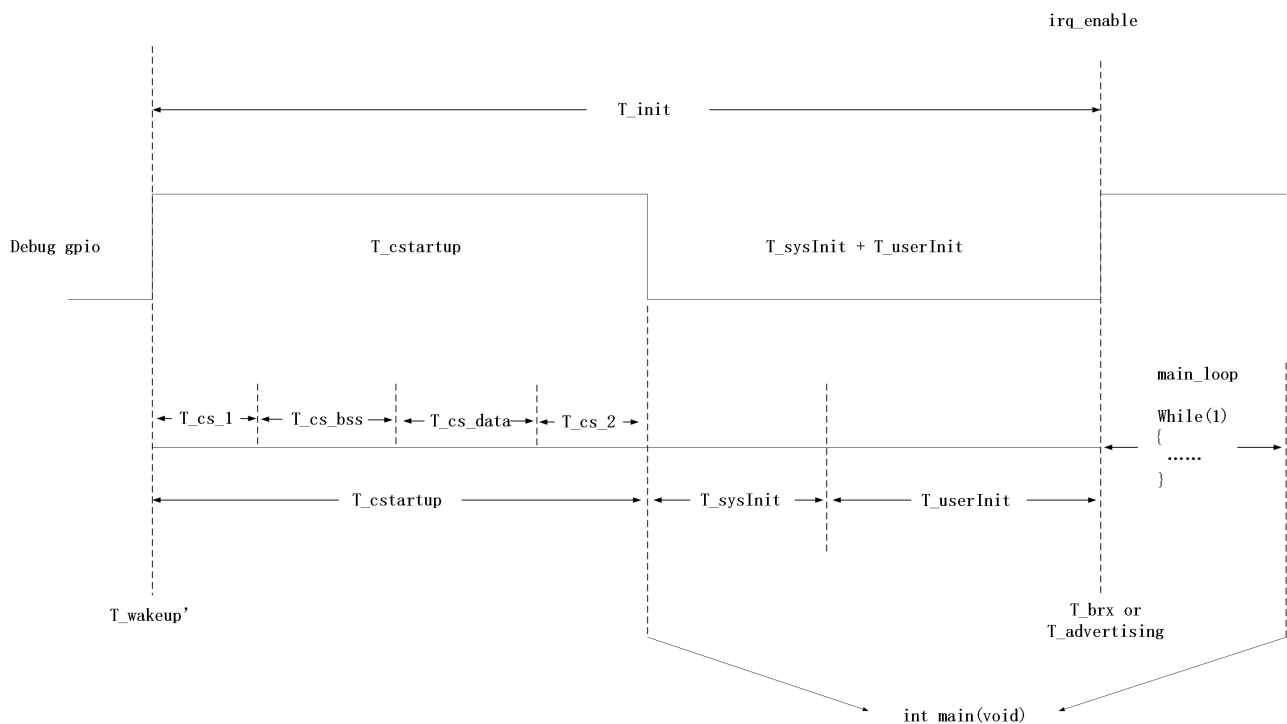 irq_enable
T_init
Debug gpio
T_cstartup
T_sysInit + T_userInit
main_loop
T_cs_1
T_cs_bss
T_cs_data
T_cs_2
While(1)
{
......
}
T_cstartup
T_sysInit
T_userInit
T_wakeup’
T_brx or
T_advertising
int main(void)